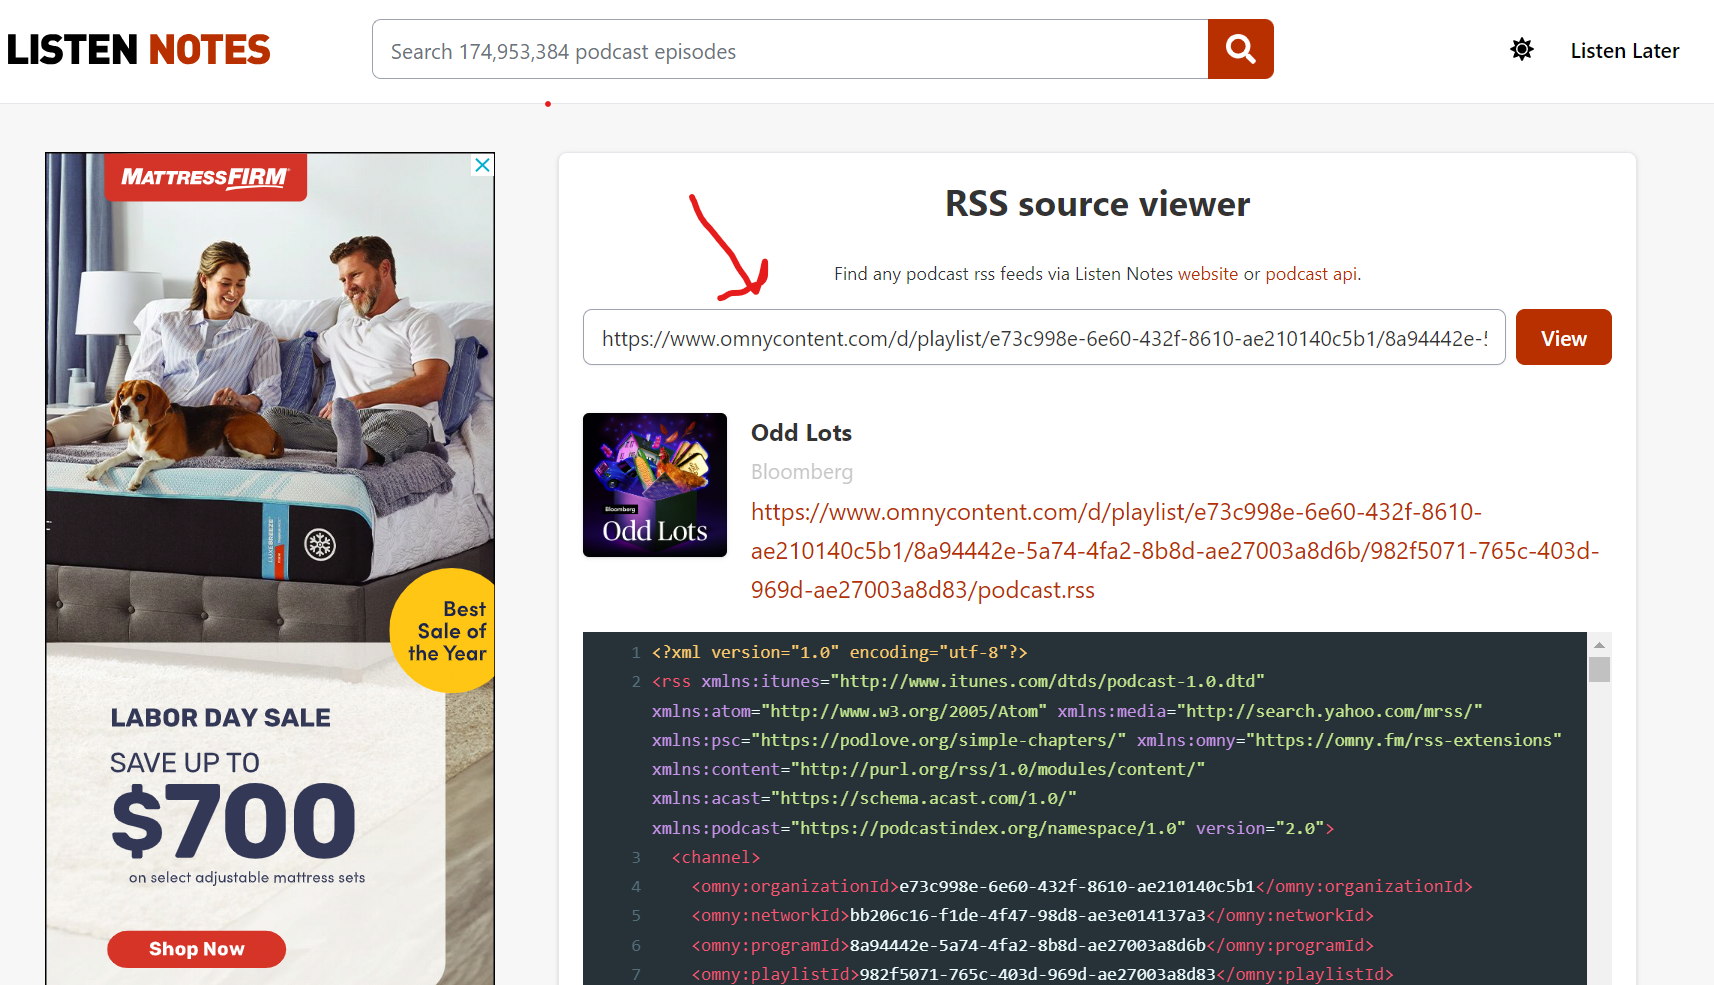 LISTEN NOTES
Search 174,953,384 podcast episodes
Listen Later
MATTRESSFIRM
Best
Sale of
the Year
LABOR DAY SALE
SAVE UP TO
$700
on select adjustable mattress sets
Shop Now
RSS source viewer
Find any podcast rss feeds via Listen Notes website or podcast api.
https://www.omnycontent.com/d/playlist/e73c998e-6e60-432f-8610-ae210140c5b1/8a94442e-5
View
Bloomberg
Odd Lots
Odd Lots
Bloomberg
https://www.omnycontent.com/d/playlist/e73c998e-6e60-432f-8610-
ae210140c5b1/8a94442e-5a74-4fa2-8b8d-ae27003a8d6b/982f5071-765c-403d-
969d-ae27003a8d83/podcast.rss
1 <?xml version="1.0" encoding="utf-8"?>
2 <rss xmlns:itunes="http://www.itunes.com/dtds/podcast-1.0.dtd"
xmlns:atom="http://www.w3.org/2005/Atom" xmlns:media="http://search.yahoo.com/mrss/"
xmlns:psc="https://podlove.org/simple-chapters/" xmlns:omny="https://omny.fm/rss-extensions"
xmlns:content="http://purl.org/rss/1.0/modules/content/"
xmlns:acast="https://schema.acast.com/1.0/"
xmlns:podcast="https://podcastindex.org/namespace/1.0" version="2.0">
3 <channel>
4 <omny:organizationId>e73c998e-6e60-432f-8610-ae210140c5b1</omny:organizationId>
5 <omny:networkId>bb206c16-f1de-4f47-98d8-ae3e014137a3</omny:networkId>
6 <omny:programId>8a94442e-5a74-4fa2-8b8d-ae27003a8d6b</omny:programId>
7 <omny:playlistId>982f5071-765c-403d-969d-ae27003a8d83</omny:playlistId>